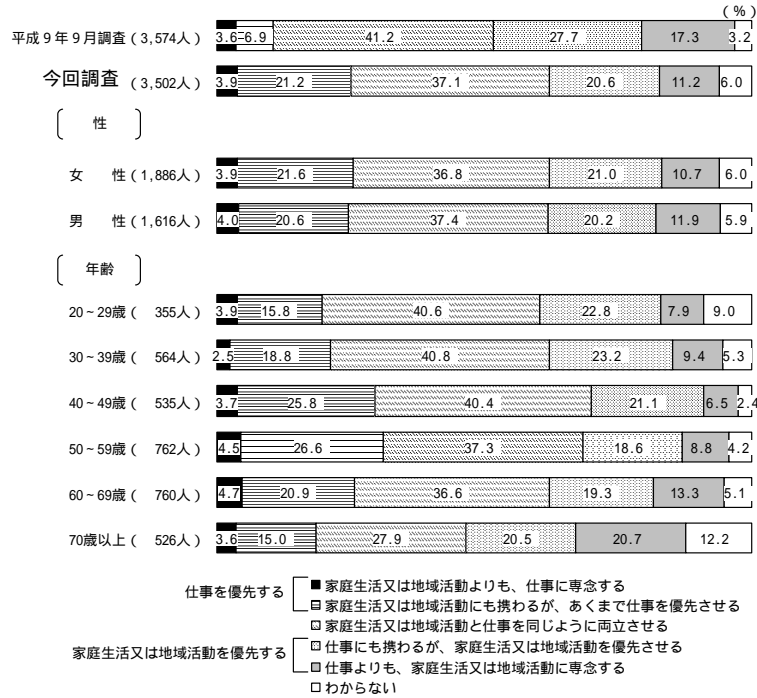 (%)
平成9年9月調査(3,574人) 3.6 6.9 41.2 27.7 17.3 3.2
今回調査 (3,502人) 3.9 21.2 37.1 20.6 11.2 6.0
〔 性 〕
女 性(1,886人) 3.9 21.6 36.8 21.0 10.7 6.0
男 性(1,616人) 4.0 20.6 37.4 20.2 11.9 5.9
〔 年齢 〕
20~29歳( 355人) 3.9 15.8 40.6 22.8 7.9 9.0
30~39歳( 564人) 2.5 18.8 40.8 23.2 9.4 5.3
40~49歳( 535人) 3.7 25.8 40.4 21.1 6.5 2.4
50~59歳( 762人) 4.5 26.6 37.3 18.6 8.8 4.2
60~69歳( 760人) 4.7 20.9 36.6 19.3 13.3 5.1
70歳以上( 526人) 3.6 15.0 27.9 20.5 20.7 12.2
仕事を優先する
家庭生活又は地域活動よりも、仕事に専念する
家庭生活又は地域活動にも携わるが、あくまで仕事を優先させる
家庭生活又は地域活動と仕事を同じように両立させる
家庭生活又は地域活動を優先する
仕事にも携わるが、家庭生活又は地域活動を優先させる
仕事よりも、家庭生活又は地域活動に専念する
わからない